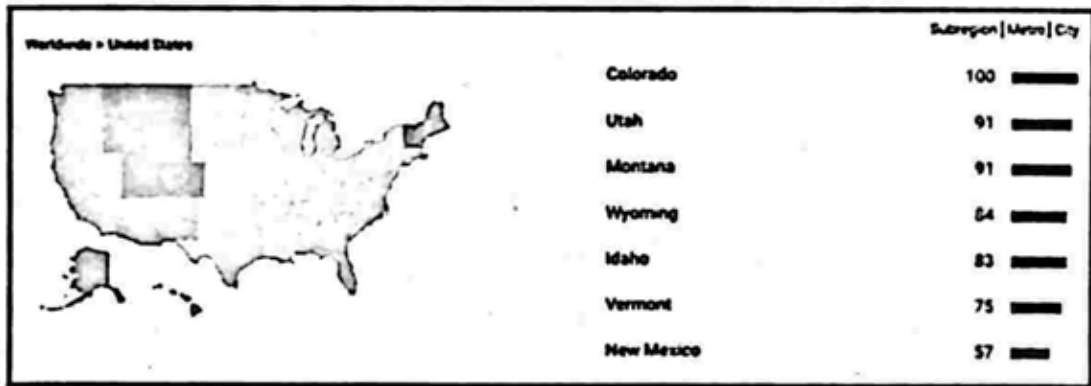 Subregion | Metro | City
Worldwide > United States
Colorado 100
Utah 91
Montana 91
Wyoming 84
Idaho 83
Vermont 75
New Mexico 57